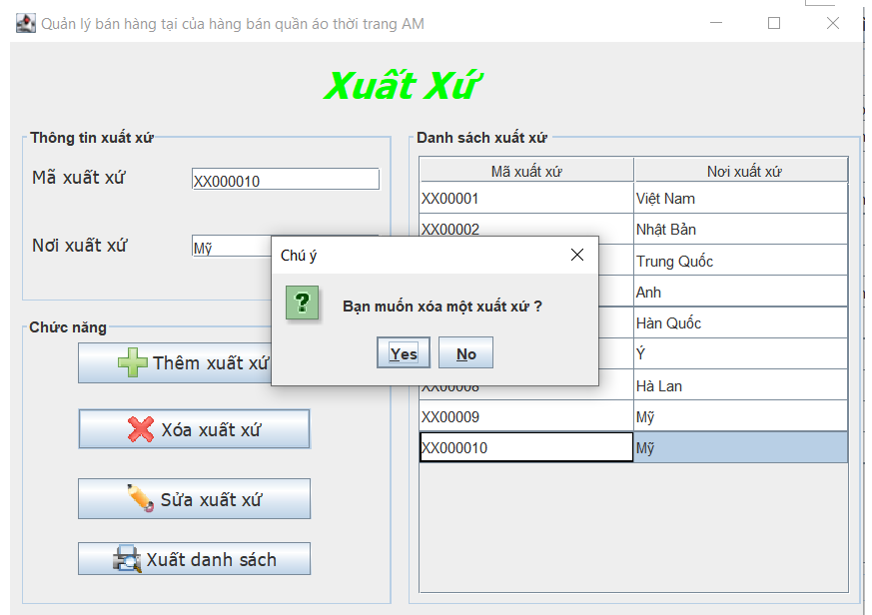 Quản lý bán hàng tại của hàng bán quần áo thời trang AM
Xuất Xứ
Thông tin xuất xứ
Mã xuất xứ
XX000010
Nơi xuất xứ
Mỹ
Chức năng
Thêm xuất xứ
Xóa xuất xứ
Sửa xuất xứ
Xuất danh sách
Danh sách xuất xứ
Mã xuất xứ Nơi xuất xứ
XX00001 Việt Nam
XX00002 Nhật Bản
Trung Quốc
Anh
Hàn Quốc
Ý
XX00008 Hà Lan
XX00009 Mỹ
XX000010 Mỹ
Chú ý
Bạn muốn xóa một xuất xứ ?
Yes No